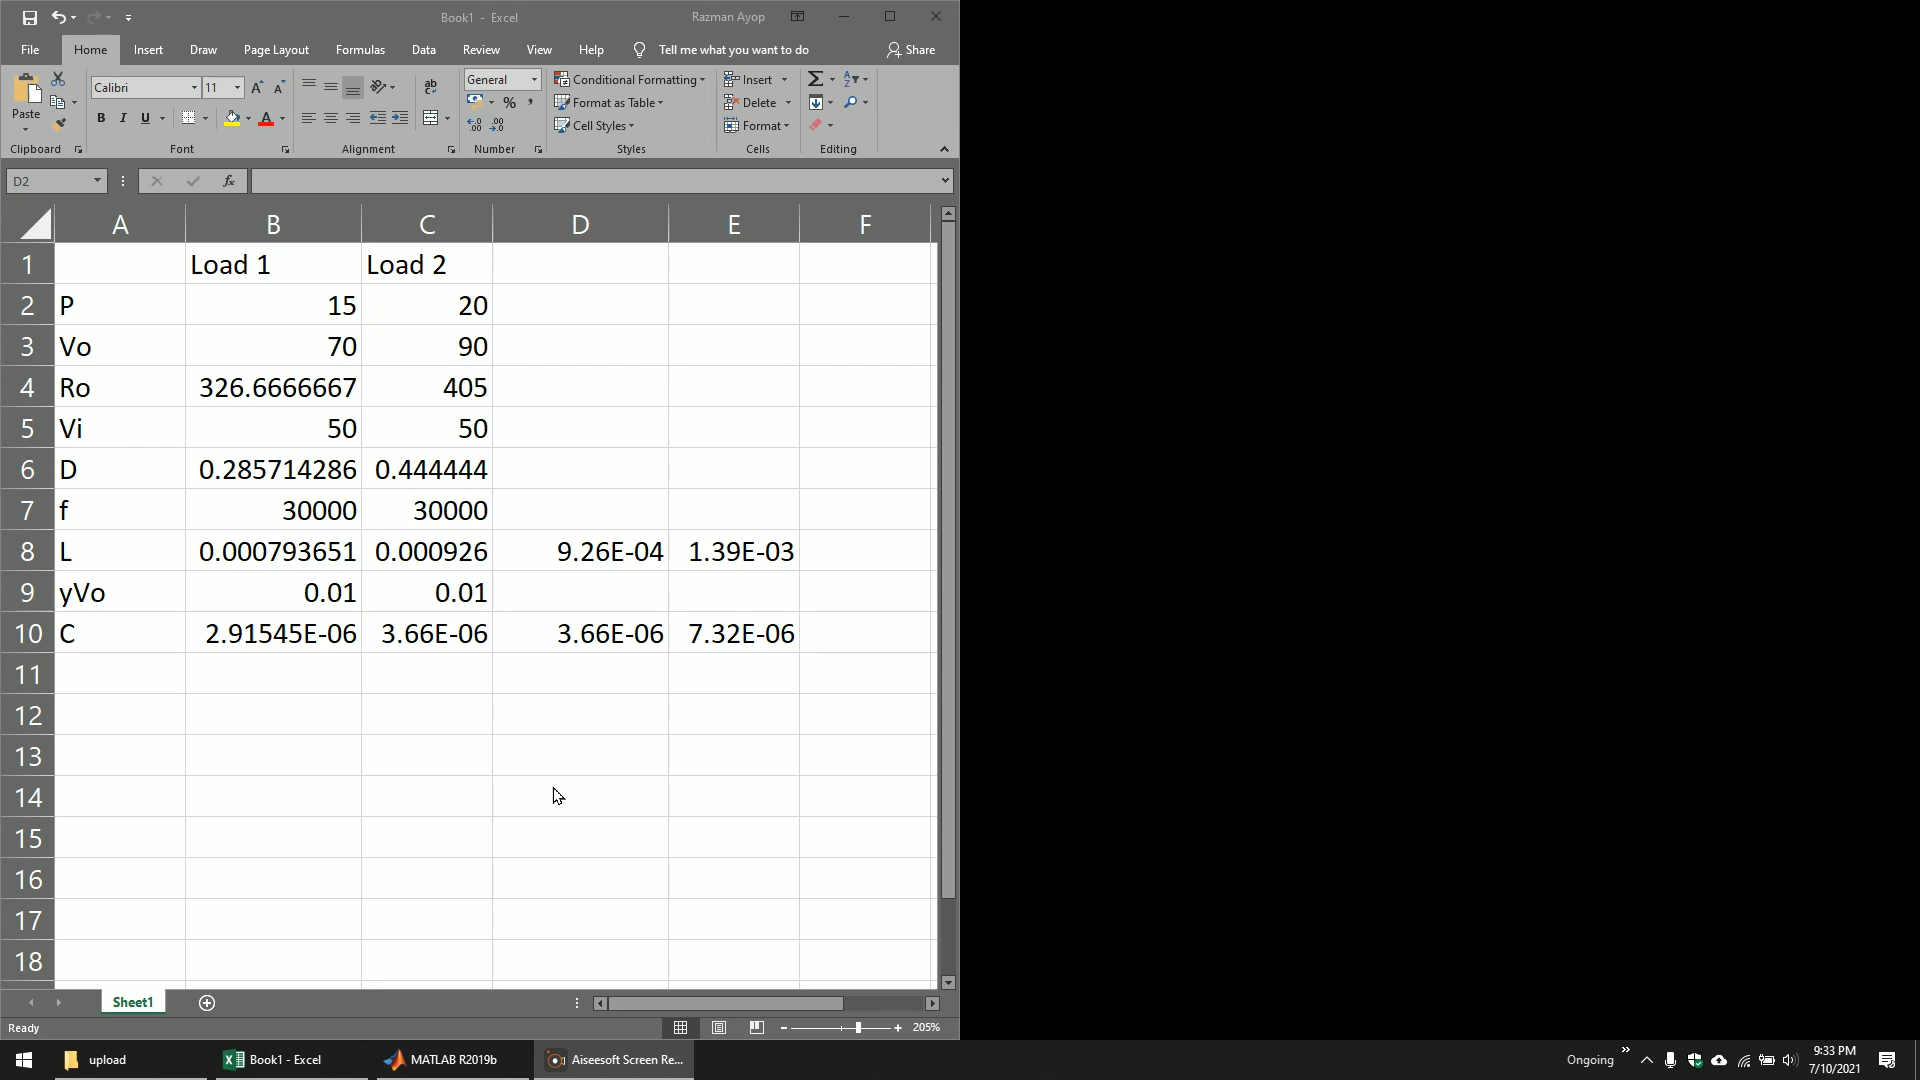 Book1 - Excel
Razman Ayop
File Home Insert Draw Page Layout Formulas Data Review View Help Tell me what you want to do Share
Calibri 11 General Conditional Formatting Insert
Paste Format as Table Delete
B I U Cell Styles Format
Clipboard Font Alignment Number Styles Cells Editing
D2 fx
A B C D E F
1 Load 1 Load 2
2 P 15 20
3 Vo 70 90
4 Ro 326.6666667 405
5 Vi 50 50
6 D 0.285714286 0.444444
7 f 30000 30000
8 L 0.000793651 0.000926 9.26E-04 1.39E-03
9 yVo 0.01 0.01
10 C 2.91545E-06 3.66E-06 3.66E-06 7.32E-06
11
12
13
14
15
16
17
18
Sheet1
Ready 205%
upload Book1 - Excel MATLAB R2019b Aiseesoft Screen Re... Ongoing 9:33 PM
7/10/2021